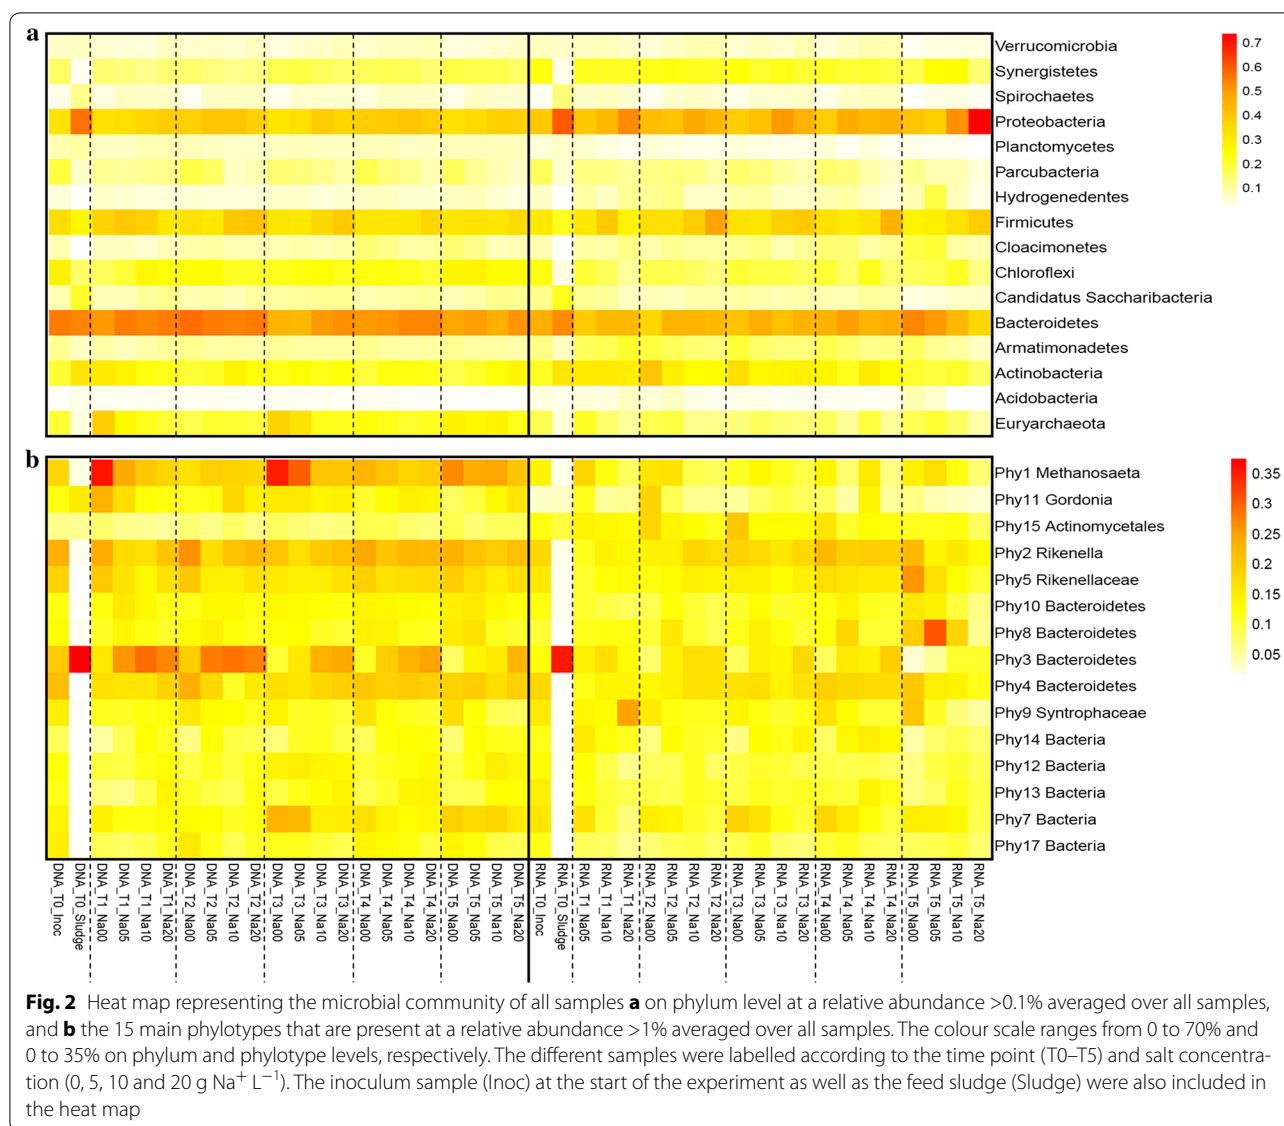 a
Verrucomicrobia
Synergistetes
Spirochaetes
Proteobacteria
Planctomycetes
Parcubacteria
Hydrogenedentes
Firmicutes
Cloacimonetes
Chloroflexi
Candidatus Saccharibacteria
Bacteroidetes
Armatimonadetes
Actinobacteria
Acidobacteria
Euryarchaeota
0.7
0.6
0.5
0.4
0.3
0.2
0.1
b
Phy1 Methanosaeta
Phy11 Gordonia
Phy15 Actinomycetales
Phy2 Rikenella
Phy5 Rikenellaceae
Phy10 Bacteroidetes
Phy8 Bacteroidetes
Phy3 Bacteroidetes
Phy4 Bacteroidetes
Phy9 Syntrophaceae
Phy14 Bacteria
Phy12 Bacteria
Phy13 Bacteria
Phy7 Bacteria
Phy17 Bacteria
0.35
0.3
0.25
0.2
0.15
0.1
0.05
DNA_T0_Inoc
DNA_T0_Sludge
DNA_T1_Na00
DNA_T1_Na05
DNA_T1_Na10
DNA_T1_Na20
DNA_T2_Na00
DNA_T2_Na05
DNA_T2_Na10
DNA_T2_Na20
DNA_T3_Na00
DNA_T3_Na05
DNA_T3_Na10
DNA_T3_Na20
DNA_T4_Na00
DNA_T4_Na05
DNA_T4_Na10
DNA_T4_Na20
DNA_T5_Na00
DNA_T5_Na05
DNA_T5_Na10
DNA_T5_Na20
RNA_T0_Inoc
RNA_T0_Sludge
RNA_T1_Na05
RNA_T1_Na10
RNA_T1_Na20
RNA_T2_Na00
RNA_T2_Na05
RNA_T2_Na10
RNA_T2_Na20
RNA_T3_Na00
RNA_T3_Na05
RNA_T3_Na10
RNA_T3_Na20
RNA_T4_Na00
RNA_T4_Na05
RNA_T4_Na10
RNA_T4_Na20
RNA_T5_Na00
RNA_T5_Na05
RNA_T5_Na10
RNA_T5_Na20
Fig. 2 Heat map representing the microbial community of all samples a on phylum level at a relative abundance >0.1% averaged over all samples,
and b the 15 main phylotypes that are present at a relative abundance >1% averaged over all samples. The colour scale ranges from 0 to 70% and
0 to 35% on phylum and phylotype levels, respectively. The different samples were labelled according to the time point (T0–T5) and salt concentra-
tion (0, 5, 10 and 20 g Na⁺ L⁻¹). The inoculum sample (Inoc) at the start of the experiment as well as the feed sludge (Sludge) were also included in
the heat map